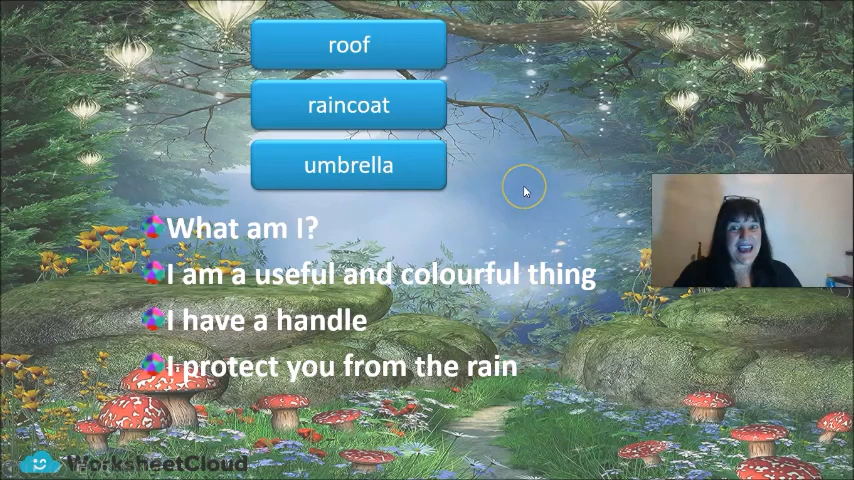 roof
raincoat
umbrella
What am I?
I am a useful and colourful thing
I have a handle
I protect you from the rain
WorksheetCloud